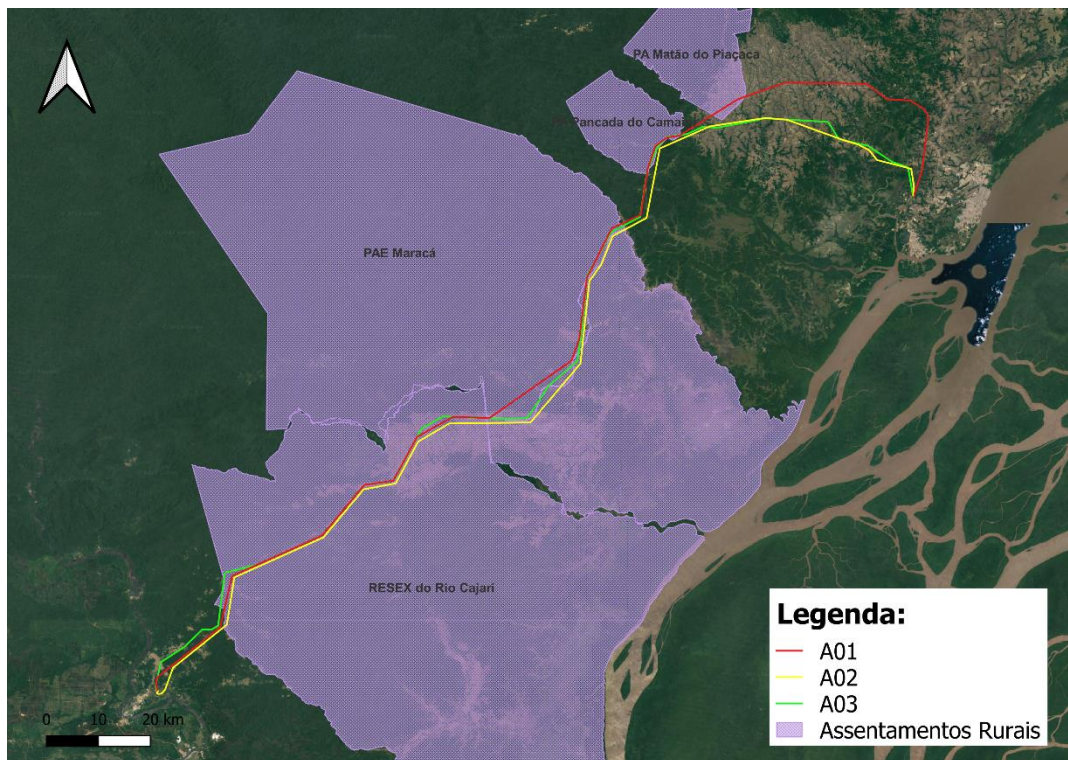 PA Matão do Piaçaca
Pancada do Camai
PAE Maracá
RESEX do Rio Cajari
Legenda:
A01
A02
A03
Assentamentos Rurais
0 10 20 km